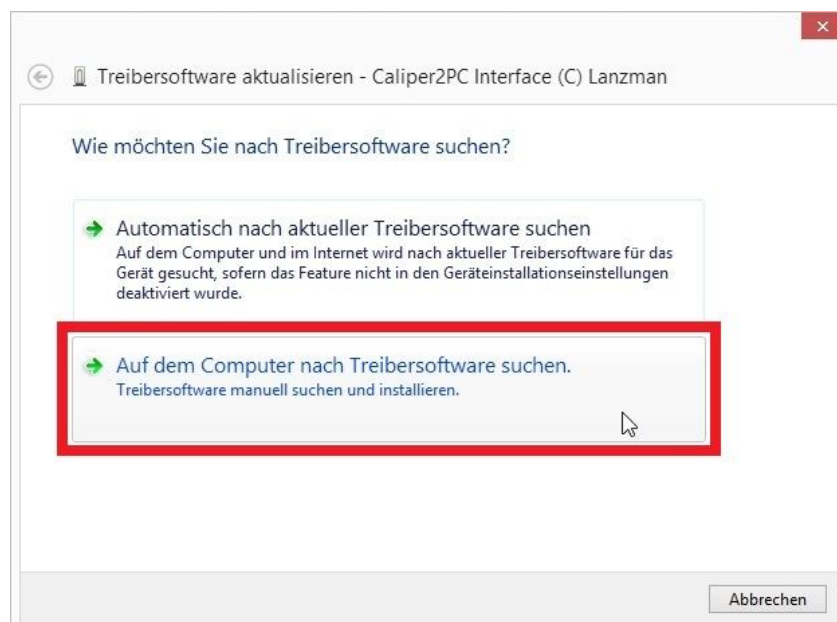 Treibersoftware aktualisieren - Caliper2PC Interface (C) Lanzman
Wie möchten Sie nach Treibersoftware suchen?
Automatisch nach aktueller Treibersoftware suchen
Auf dem Computer und im Internet wird nach aktueller Treibersoftware für das
Gerät gesucht, sofern das Feature nicht in den Geräteinstallationseinstellungen
deaktiviert wurde.
Auf dem Computer nach Treibersoftware suchen.
Treibersoftware manuell suchen und installieren.
Abbrechen